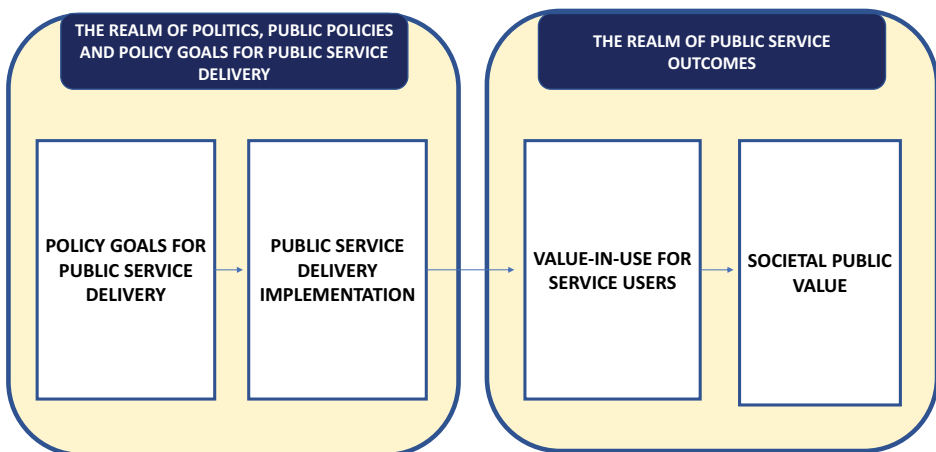 THE REALM OF POLITICS, PUBLIC POLICIES
AND POLICY GOALS FOR PUBLIC SERVICE
DELIVERY
THE REALM OF PUBLIC SERVICE
OUTCOMES
POLICY GOALS FOR
PUBLIC SERVICE
DELIVERY
PUBLIC SERVICE
DELIVERY
IMPLEMENTATION
VALUE-IN-USE FOR
SERVICE USERS
SOCIETAL PUBLIC
VALUE